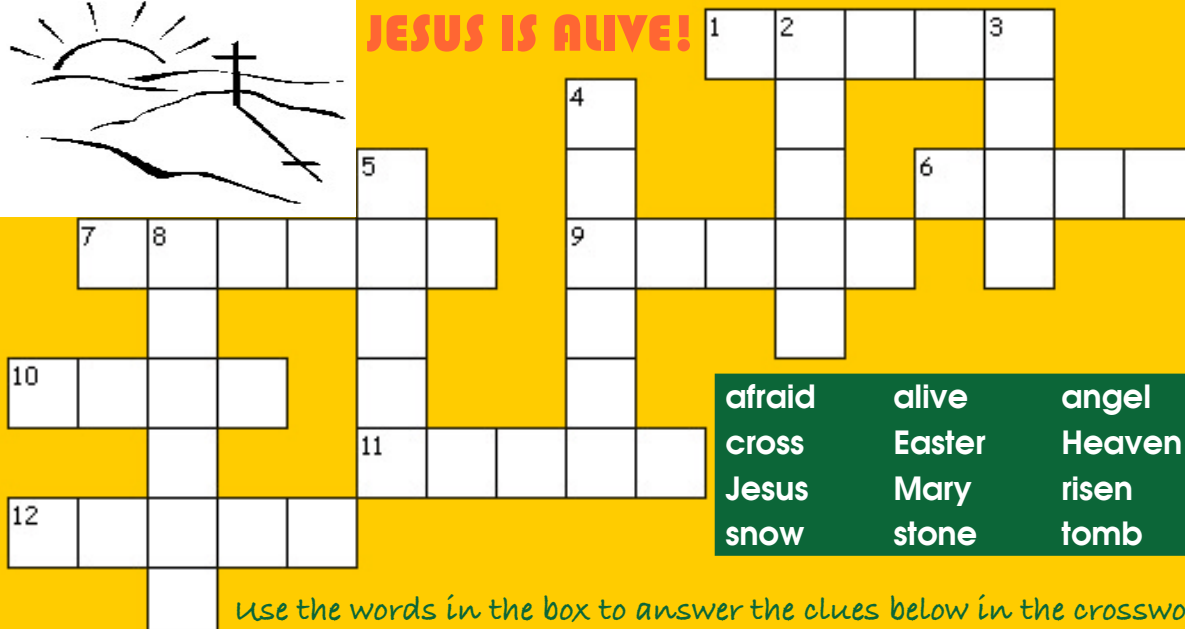 JESUS IS ALIVE!
1 2 3
4
5 6
7 8 9
10
11
12
afraid alive angel
cross Easter Heaven
Jesus Mary risen
snow stone tomb
Use the words in the box to answer the clues below in the